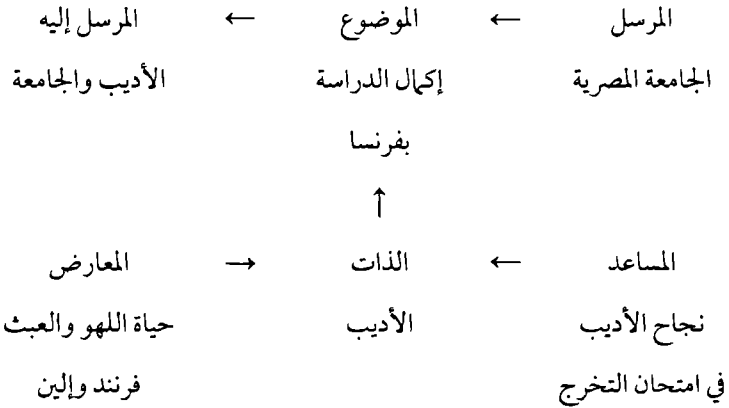 المرسل ← الموضوع ← المرسل إليه
الجامعة المصرية إكمال الدراسة الأديب والجامعة
بفرنسا
↑
المساعد ← الذات → المعارض
نجاح الأديب الأديب حياة اللهو والعبث
في امتحان التخرج فرنند وإلين